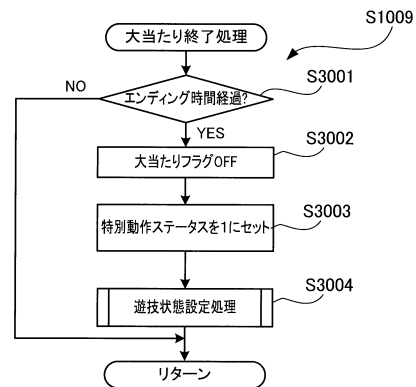 大当たり終了処理
S1009
エンディング時間経過?
S3001
NO
YES
大当たりフラグOFF
S3002
特別動作ステータスを1にセット
S3003
遊技状態設定処理
S3004
リターン